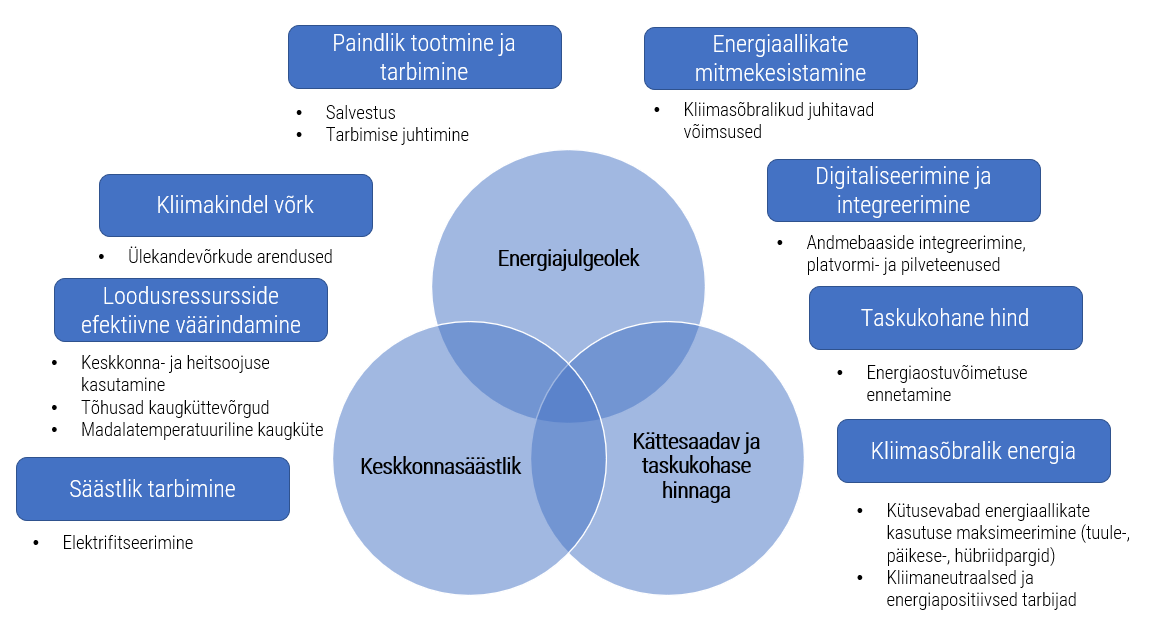 Paindlik tootmine ja
tarbimine
• Salvestus
• Tarbimise juhtimine
Energiaallikate
mitmekesistamine
• Kliimasõbralikud juhitavad
võimsused
Kliimakindel võrk
• Ülekandevõrkude arendused
Digitaliseerimine ja
integreerimine
• Andmebaaside integreerimine,
platvormi- ja pilveteenused
Loodusressursside
efektiivne väärindamine
• Keskkonna- ja heitsoojuse
kasutamine
• Tõhusad kaugküttevõrgud
• Madalatemperatuuriline kaugküte
Taskukohane hind
• Energiaostuvõimetuse
ennetamine
Säästlik tarbimine
• Elektrifitseerimine
Kliimasõbralik energia
• Kütusevabad energiaallikate
kasutuse maksimeerimine (tuule-,
päikese-, hübriidpargid)
• Kliimaneutraalsed ja
energiapositiivsed tarbijad
Energiajulgeolek
Keskkonnasäästlik
Kättesaadav ja
taskukohase
hinnaga